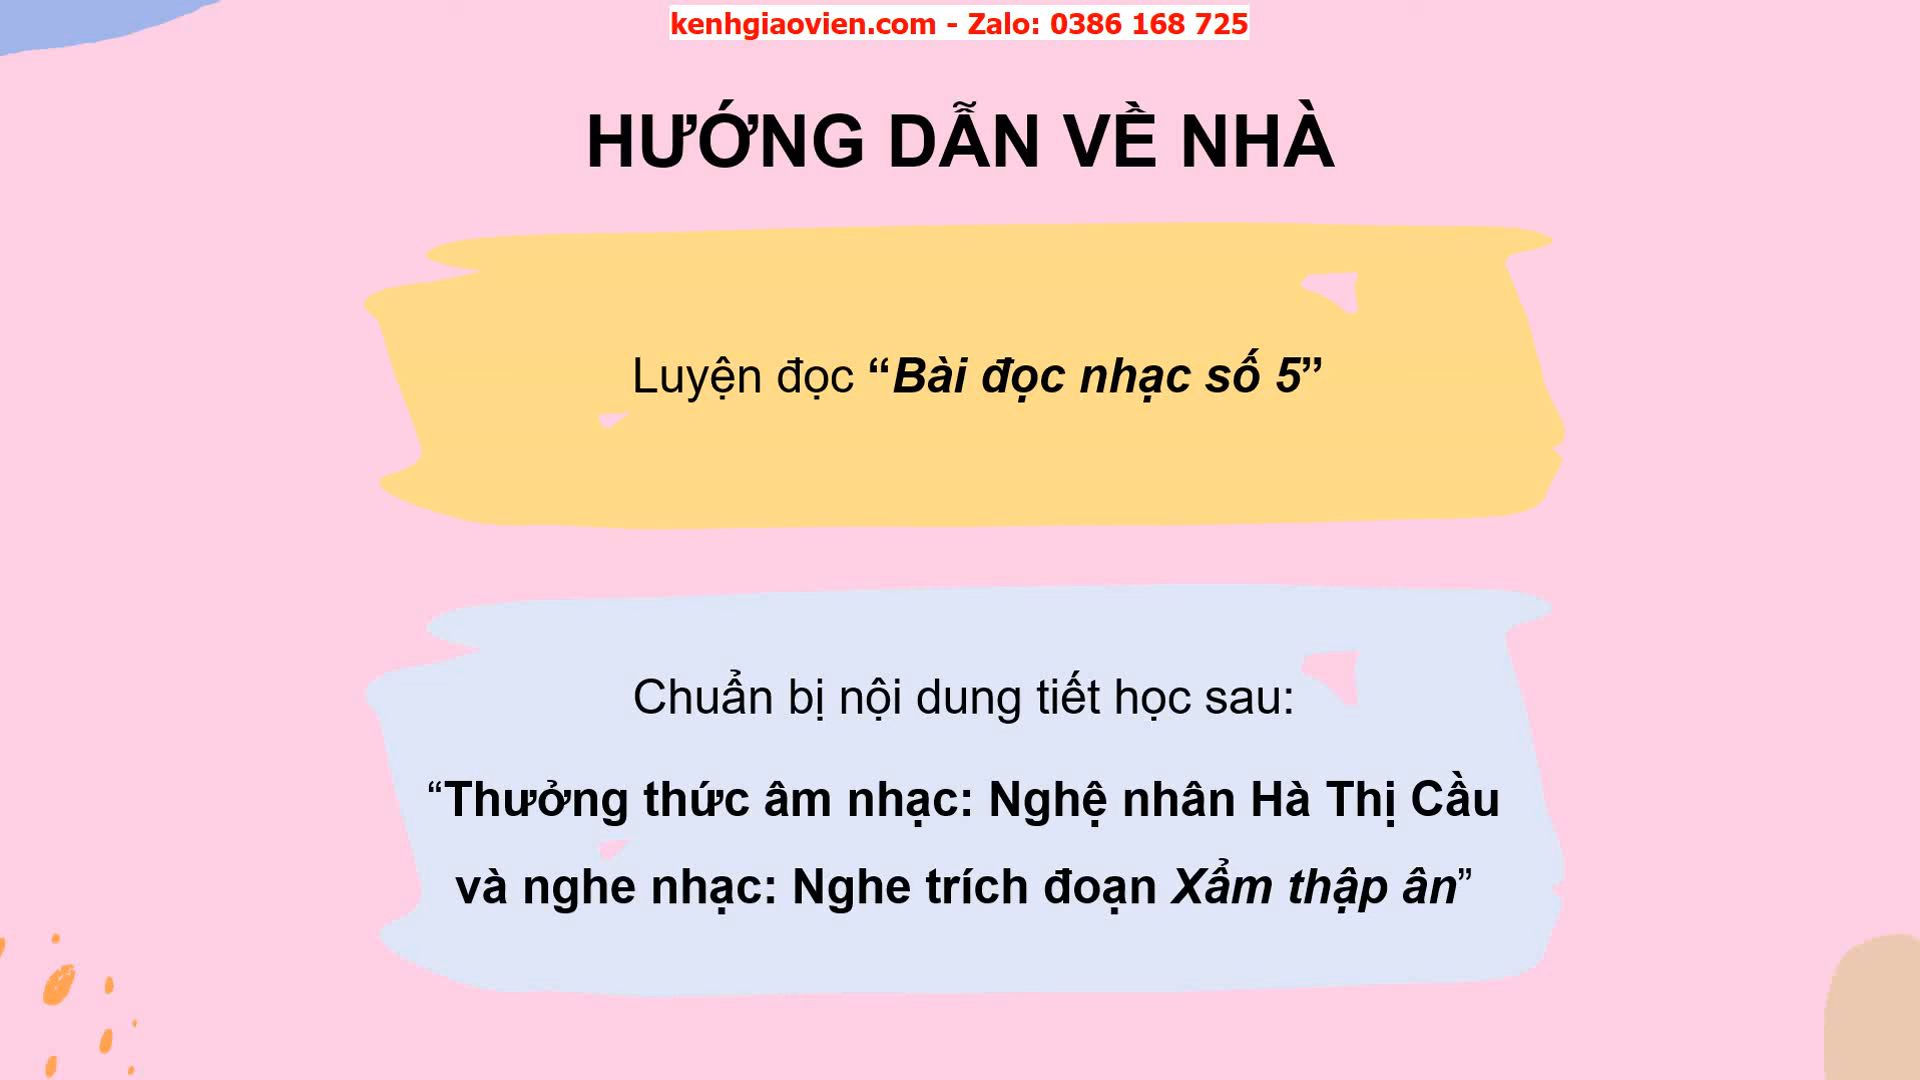 kenhgiaovien.com - Zalo: 0386 168 725
HƯỚNG DẪN VỀ NHÀ
Luyện đọc “Bài đọc nhạc số 5”
Chuẩn bị nội dung tiết học sau:
“Thưởng thức âm nhạc: Nghệ nhân Hà Thị Cầu
và nghe nhạc: Nghe trích đoạn Xẩm thập ân”